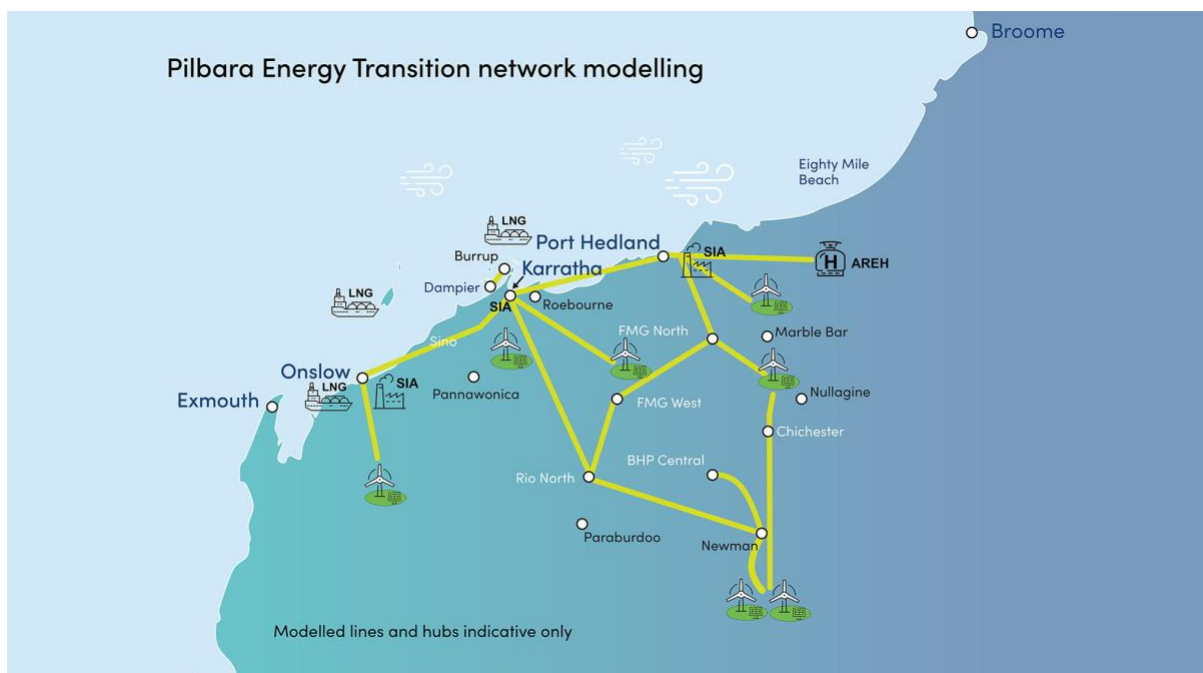 Broome
Pilbara Energy Transition network modelling
Eighty Mile
Beach
LNG
Port Hedland
SIA
Burrup
Karratha
H
AREH
Dampier
LNG
SIA
Roebourne
FMG North
Marble Bar
Sino
Onslow
LNG
SIA
Pannawonica
Nullagine
Exmouth
FMG West
Chichester
BHP Central
Rio North
Paraburdoo
Newman
Modelled lines and hubs indicative only